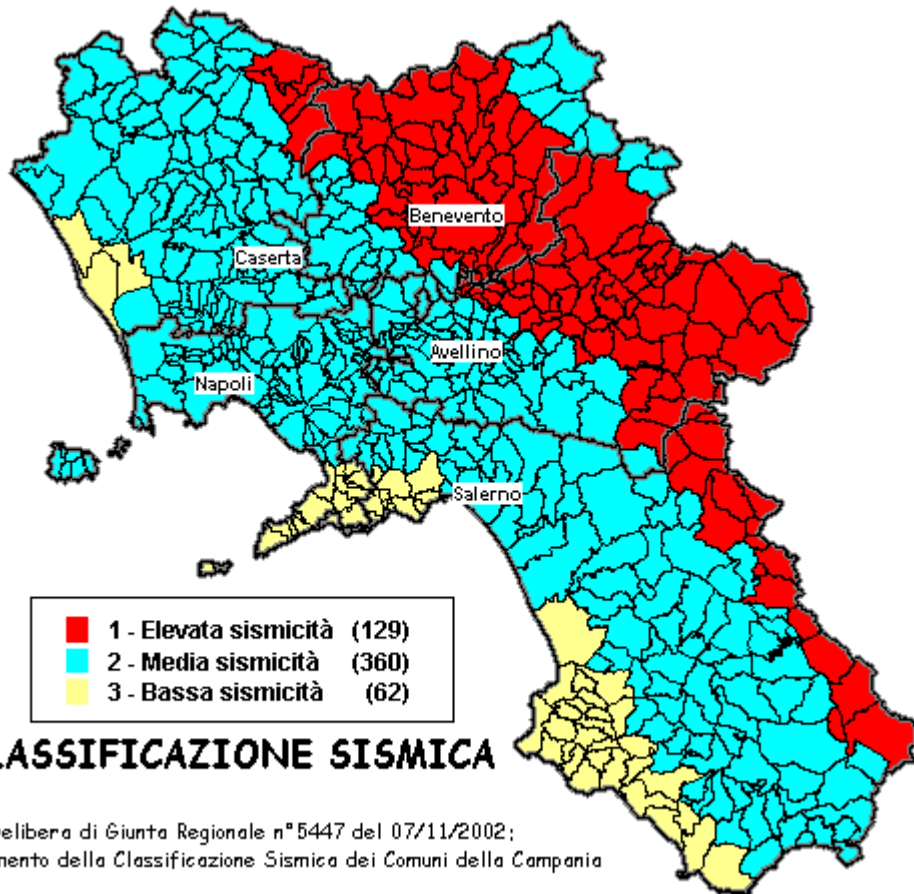 Benevento
Caserta
Avellino
Napoli
Salerno
1 - Elevata sismicità (129)
2 - Media sismicità (360)
3 - Bassa sismicità (62)
LASSIFICAZIONE SISMICA
elibera di Giunta Regionale n°5447 del 07/11/2002;
mento della Classificazione Sismica dei Comuni della Campania